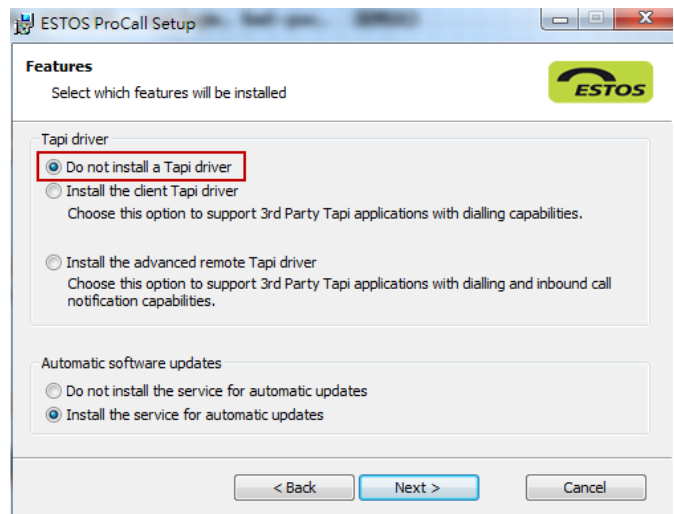 ESTOS ProCall Setup
Features
Select which features will be installed
ESTOS
Tapi driver
Do not install a Tapi driver
Install the client Tapi driver
Choose this option to support 3rd Party Tapi applications with dialling capabilities.
Install the advanced remote Tapi driver
Choose this option to support 3rd Party Tapi applications with dialling and inbound call
notification capabilities.
Automatic software updates
Do not install the service for automatic updates
Install the service for automatic updates
< Back
Next >
Cancel